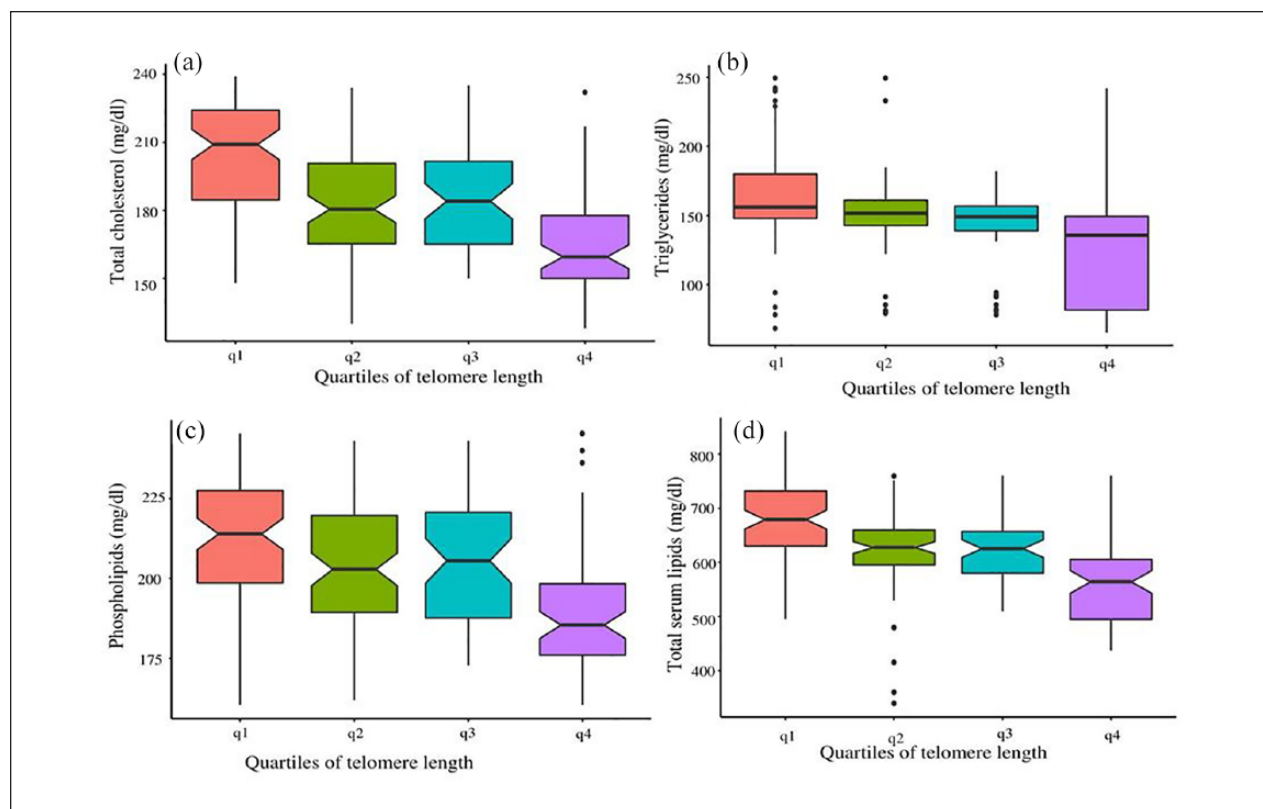 (a)
Total cholesterol (mg/dl)
240
210
180
150
q1 q2 q3 q4
Quartiles of telomere length
(b)
Triglycerides (mg/dl)
250
200
150
100
q1 q2 q3 q4
Quartiles of telomere length
(c)
Phospholipids (mg/dl)
225
200
175
q1 q2 q3 q4
Quartiles of telomere length
(d)
Total serum lipids (mg/dl)
800
700
600
500
400
q1 q2 q3 q4
Quartiles of telomere length